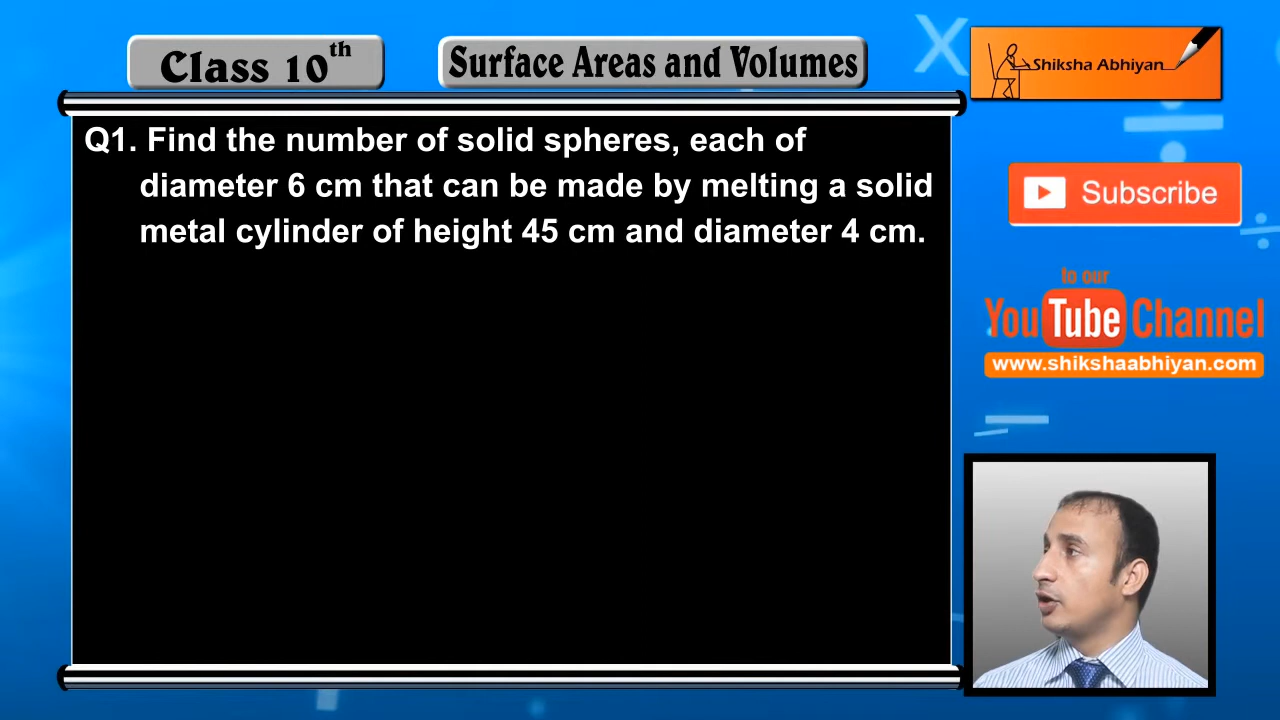 Class 10th
Surface Areas and Volumes
Shiksha Abhiyan
Q1. Find the number of solid spheres, each of
diameter 6 cm that can be made by melting a solid
metal cylinder of height 45 cm and diameter 4 cm.
Subscribe
to our
YouTube Channel
www.shikshaabhiyan.com